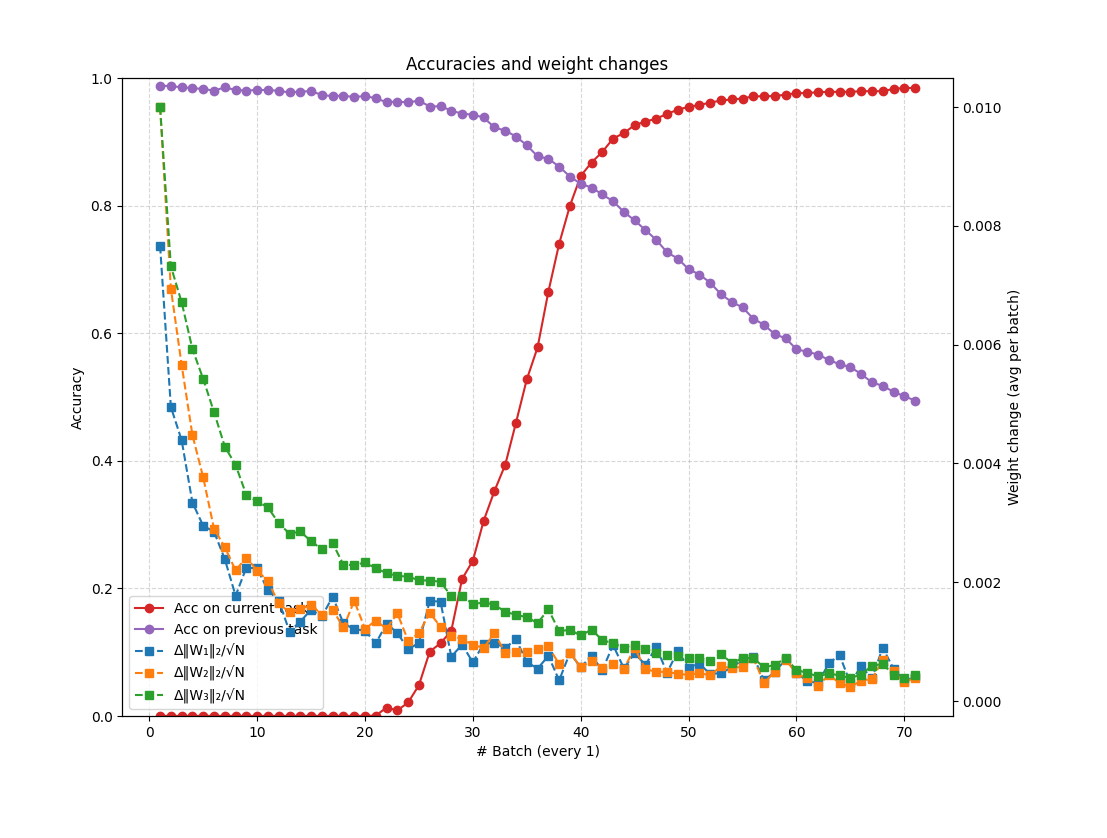 Accuracies and weight changes
1.0
0.8
0.6
0.4
0.2
0.0
Accuracy
0.010
0.008
0.006
0.004
0.002
0.000
Weight change (avg per batch)
Acc on current task
Acc on previous task
Δ‖W₁‖₂/√N
Δ‖W₂‖₂/√N
Δ‖W₃‖₂/√N
0 10 20 30 40 50 60 70
# Batch (every 1)